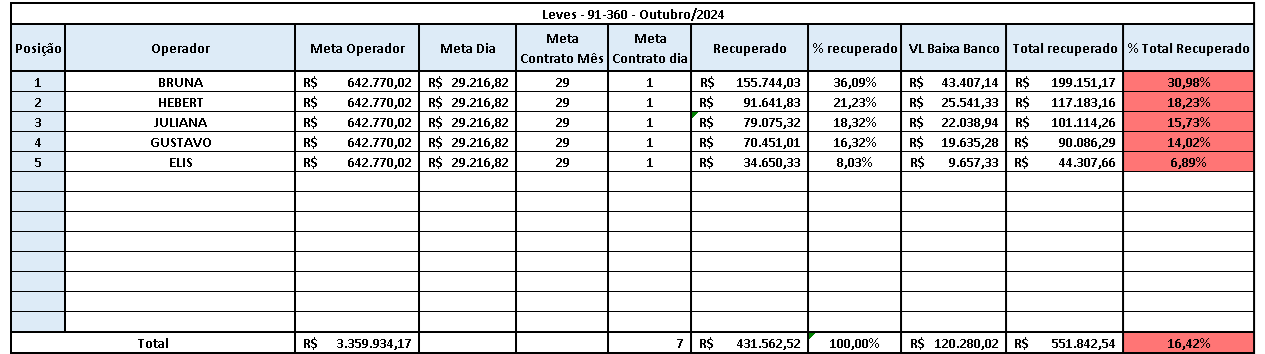 Leves - 91-360 - Outubro/2024
Posição Operador Meta Operador Meta Dia Meta Contrato Mês Meta Contrato dia Recuperado % recuperado VL Baixa Banco Total recuperado % Total Recuperado
1 BRUNA R$ 642.770,02 R$ 29.216,82 29 1 R$ 155.744,03 36,09% R$ 43.407,14 R$ 199.151,17 30,98%
2 HEBERT R$ 642.770,02 R$ 29.216,82 29 1 R$ 91.641,83 21,23% R$ 25.541,33 R$ 117.183,16 18,23%
3 JULIANA R$ 642.770,02 R$ 29.216,82 29 1 R$ 79.075,32 18,32% R$ 22.038,94 R$ 101.114,26 15,73%
4 GUSTAVO R$ 642.770,02 R$ 29.216,82 29 1 R$ 70.451,01 16,32% R$ 19.635,28 R$ 90.086,29 14,02%
5 ELIS R$ 642.770,02 R$ 29.216,82 29 1 R$ 34.650,33 8,03% R$ 9.657,33 R$ 44.307,66 6,89%
Total R$ 3.359.934,17 7 R$ 431.562,52 100,00% R$ 120.280,02 R$ 551.842,54 16,42%